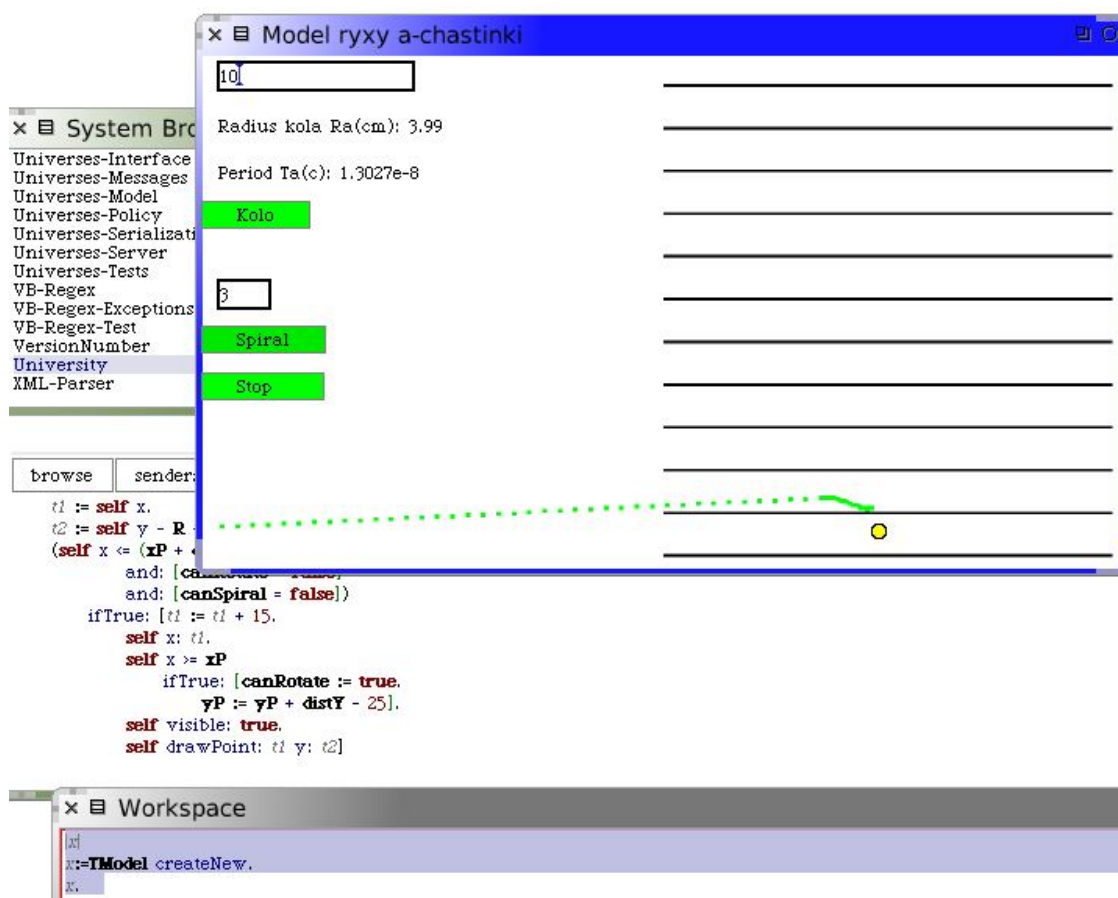 Model ryxy a-chastinki
10
Radius kola Ra(cm): 3.99
Period Ta(c): 1.3027e-8
Kolo
3
Spiral
Stop
System Bro
Universes-Interface
Universes-Messages
Universes-Model
Universes-Policy
Universes-Serializati
Universes-Server
Universes-Tests
VB-Regex
VB-Regex-Exceptions
VB-Regex-Test
VersionNumber
University
XML-Parser
browse sender
t1 := self x.
t2 := self y - R
(self x <= (xP +
and: [
and: [canSpiral = false])
ifTrue: [t1 := t1 + 15.
self x: t1.
self x >= xP
ifTrue: [canRotate := true.
yP := yP + distY - 25].
self visible: true.
self drawPoint: t1 y: t2]
Workspace
|x|
x:=TModel createNew.
x.